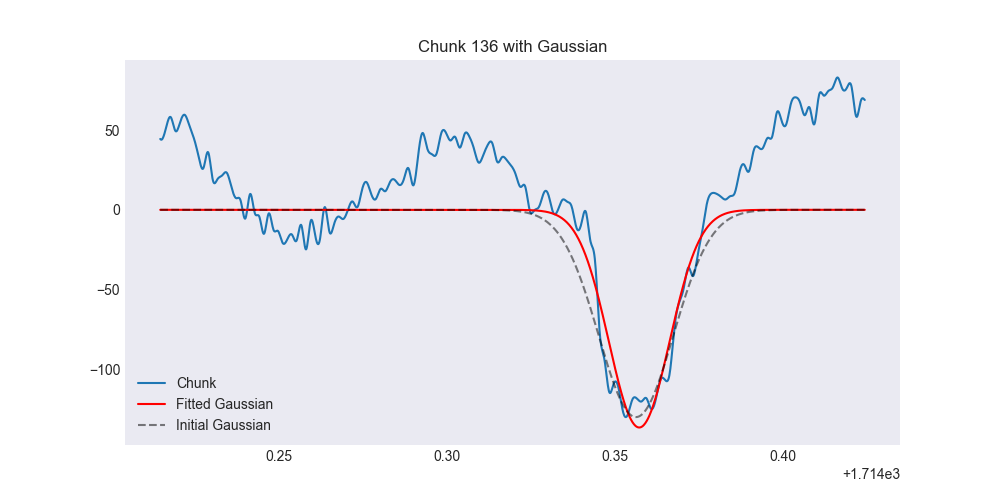 Chunk 136 with Gaussian
50
0
−50
−100
Chunk
Fitted Gaussian
Initial Gaussian
0.25 0.30 0.35 0.40
+1.714e3